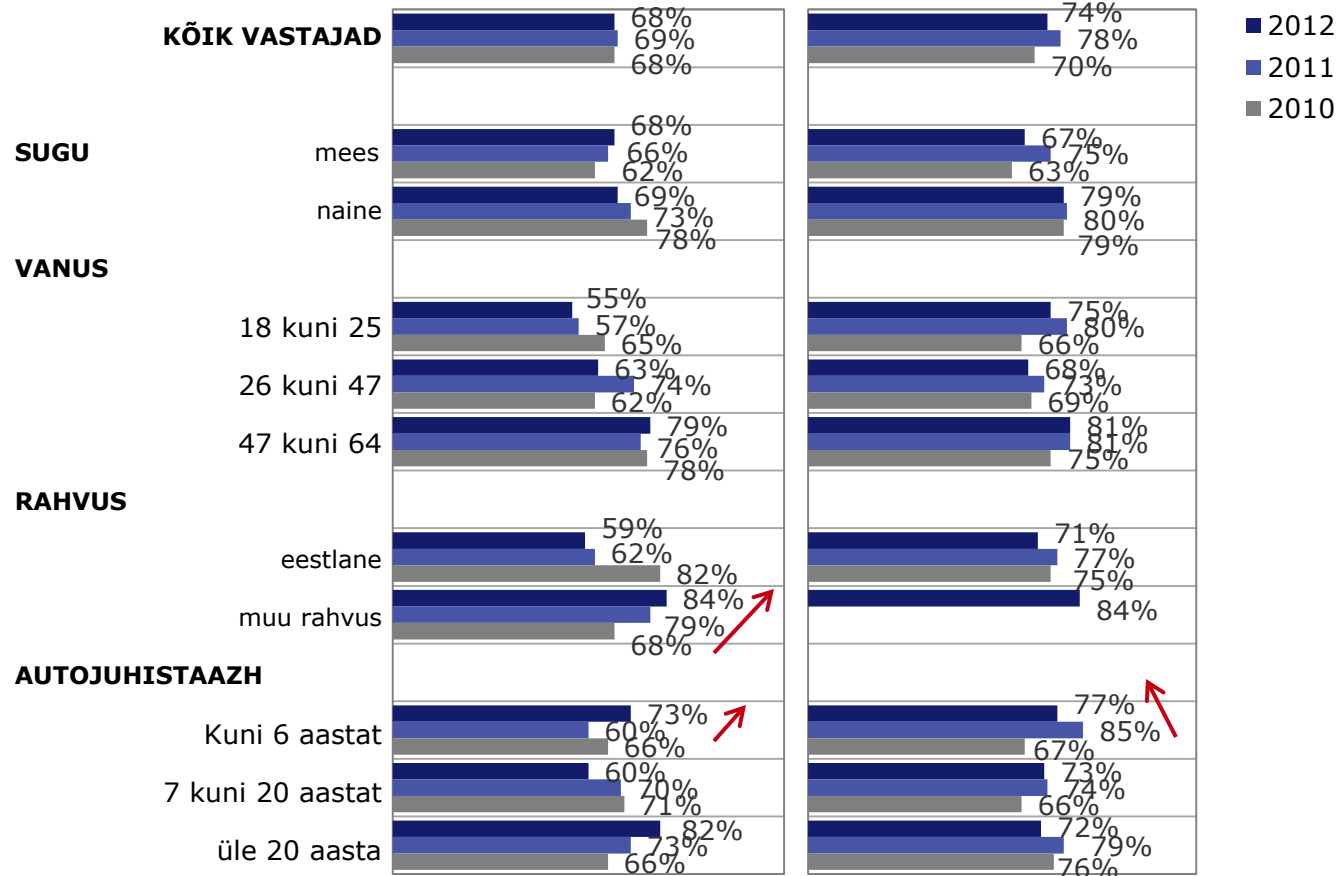 68% 74% 2012
KÕIK VASTAJAD 69% 78%
68% 70% 2011
2010
68% 67%
SUGU mees 66% 75%
62% 63%
69% 79%
naine 73% 80%
78% 79%
VANUS
55% 75%
18 kuni 25 57% 80%
65% 66%
63% 68%
26 kuni 47 74% 73%
62% 69%
79% 81%
47 kuni 64 76% 81%
78% 75%
RAHVUS
59% 71%
eestlane 62% 77%
82% 75%
84% 84%
muu rahvus 79%
68%
AUTOJUHISTAAZH
73% 77%
Kuni 6 aastat 60% 85%
66% 67%
60% 73%
7 kuni 20 aastat 70% 74%
71% 66%
82% 72%
üle 20 aasta 73% 79%
66% 76%